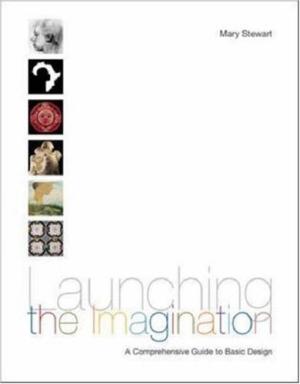 Mary Stewart
Launching
the Imagination
A Comprehensive Guide to Basic Design